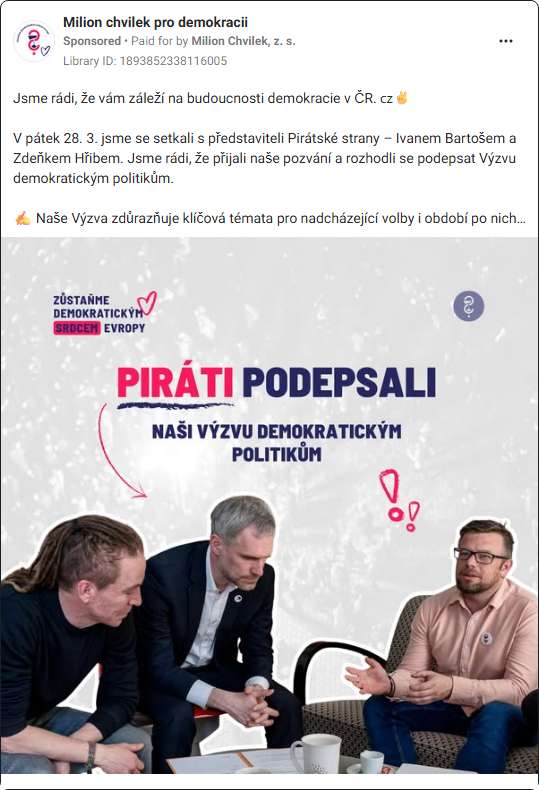 Milion chvilek pro demokracii
Sponsored • Paid for by Milion Chvilek, z. s.
Library ID: 1893852338116005
Jsme rádi, že vám záleží na budoucnosti demokracie v ČR. cz✌
V pátek 28. 3. jsme se setkali s představiteli Pirátské strany – Ivanem Bartošem a
Zdeňkem Hřibem. Jsme rádi, že přijali naše pozvání a rozhodli se podepsat Výzvu
demokratickým politikům.
✍ Naše Výzva zdůrazňuje klíčová témata pro nadcházející volby i období po nich...
ZŮSTAŇME
DEMOKRATICKÝM
SRDCEM EVROPY
PIRÁTI PODEPSALI
NAŠI VÝZVU DEMOKRATICKÝM
POLITIKŮM